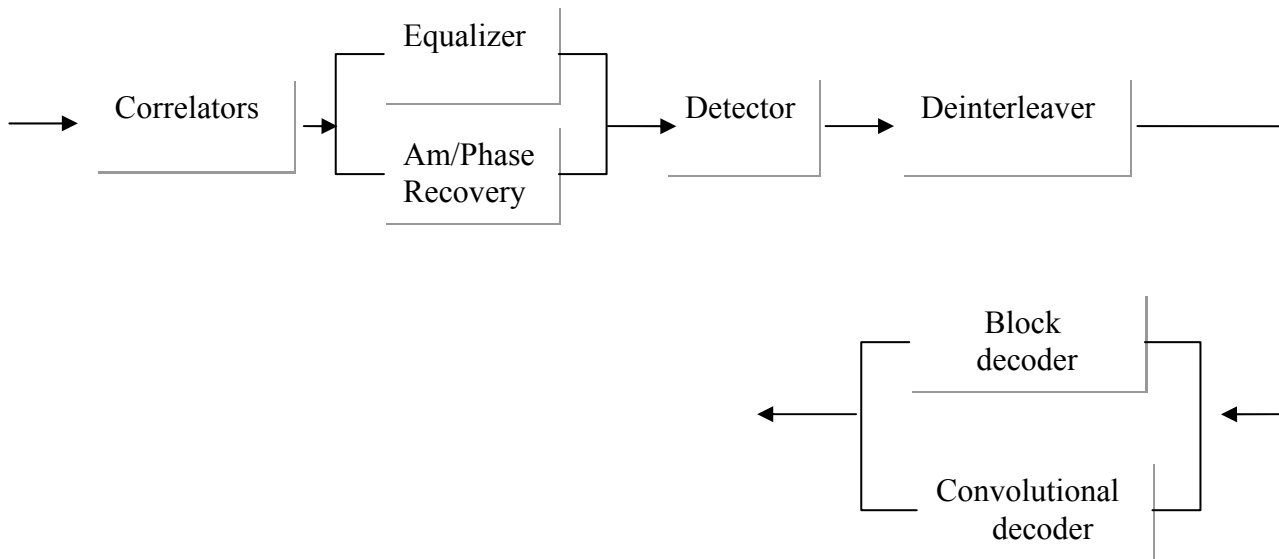 Correlators
Equalizer
Am/Phase
Recovery
Detector
Deinterleaver
Block
decoder
Convolutional
decoder